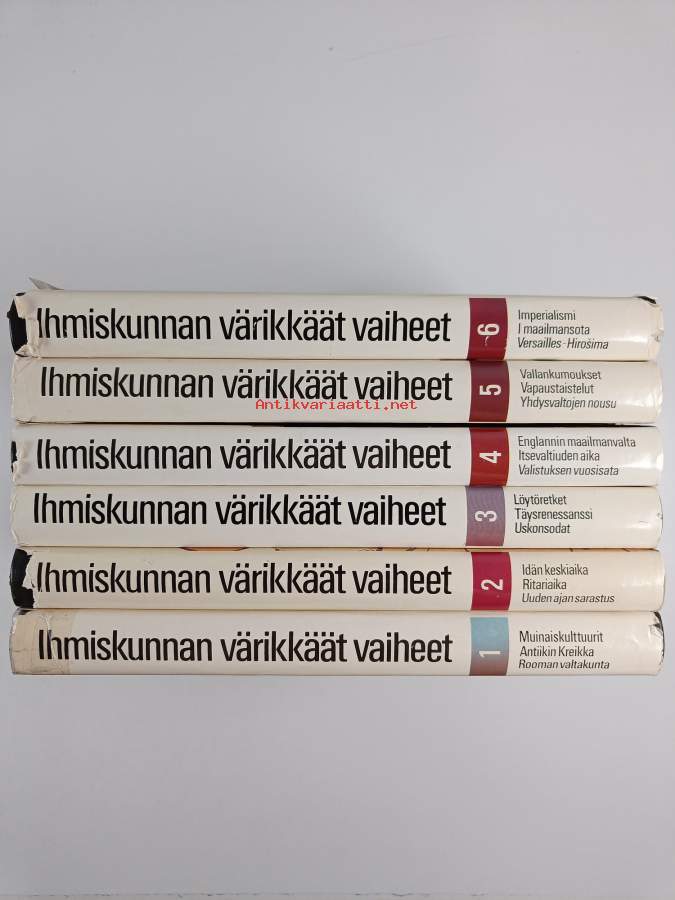 Ihmiskunnan värikkäät vaiheet
6
Imperialismi
I maailmansota
Versailles - Hirošima
Ihmiskunnan värikkäät vaiheet
5
Vallankumoukset
Vapaustaistelut
Yhdysvaltojen nousu
Antikvariaatti.net
Ihmiskunnan värikkäät vaiheet
4
Englannin maailmanvalta
Itsevaltiuden aika
Valistuksen vuosisata
Ihmiskunnan värikkäät vaiheet
3
Löytöretket
Täysrenessanssi
Uskonsodat
Ihmiskunnan värikkäät vaiheet
2
Idän keskiaika
Ritariaika
Uuden ajan sarastus
Ihmiskunnan värikkäät vaiheet
1
Muinaiskulttuurit
Antiikin Kreikka
Rooman valtakunta